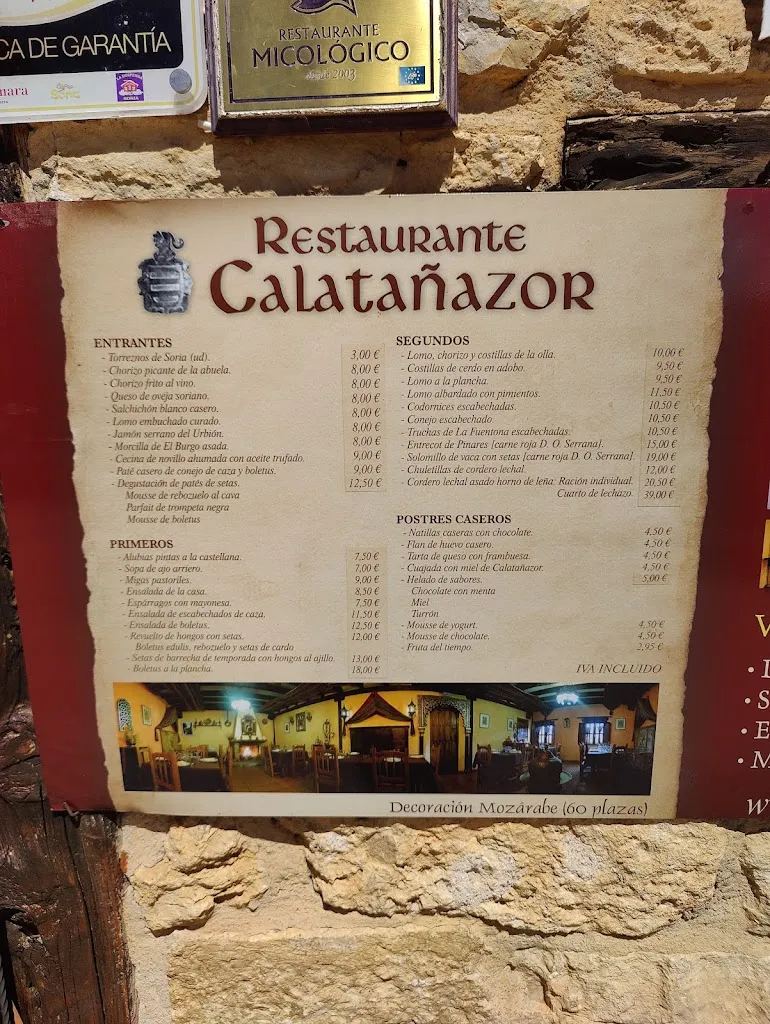 CA DE GARANTÍA
RESTAURANTE
MICOLÓGICO
desde 2003
Restaurante
Calatañazor
ENTRANTES
- Torreznos de Soria (ud).
- Chorizo picante de la abuela.
- Chorizo frito al vino.
- Queso de oveja soriano.
- Salchichón blanco casero.
- Lomo embuchado curado.
- Jamón serrano del Urbión.
- Morcilla de El Burgo asada.
- Cecina de novillo ahumada con aceite trufado.
- Paté casero de conejo de caza y boletus.
- Degustación de patés de setas.
Mousse de rebozuelo al cava
Parfait de trompeta negra
Mousse de boletus
3,00 €
8,00 €
8,00 €
8,00 €
8,00 €
8,00 €
8,00 €
9,00 €
9,00 €
12,50 €
PRIMEROS
- Alubias pintas a la castellana. 7,50 €
- Sopa de ajo arriero. 7,00 €
- Migas pastoriles. 9,00 €
- Ensalada de la casa. 8,50 €
- Espárragos con mayonesa. 7,50 €
- Ensalada de escabechados de caza. 11,50 €
- Ensalada de boletus. 12,50 €
- Revuelto de hongos con setas. 12,00 €
Boletus edulis, rebozuelo y setas de cardo
- Setas de barrecha de temporada con hongos al ajillo. 13,00 €
- Boletus a la plancha. 18,00 €
SEGUNDOS
- Lomo, chorizo y costillas de la olla. 10,00 €
- Costillas de cerdo en adobo. 9,50 €
- Lomo a la plancha. 9,50 €
- Lomo albardado con pimientos. 11,50 €
- Codornices escabechadas. 10,50 €
- Conejo escabechado. 10,50 €
- Truchas de La Fuentona escabechadas. 10,50 €
- Entrecot de Pinares [carne roja D. O. Serrana]. 15,00 €
- Solomillo de vaca con setas [carne roja D. O. Serrana]. 19,00 €
- Chuletillas de cordero lechal. 12,00 €
- Cordero lechal asado horno de leña: Ración individual. 20,50 €
Cuarto de lechazo. 39,00 €
POSTRES CASEROS
- Natillas caseras con chocolate. 4,50 €
- Flan de huevo casero. 4,50 €
- Tarta de queso con frambuesa. 4,50 €
- Cuajada con miel de Calatañazor. 4,50 €
- Helado de sabores. 5,00 €
Chocolate con menta
Miel
Turrón
- Mousse de yogurt. 4,50 €
- Mousse de chocolate. 4,50 €
- Fruta del tiempo. 2,95 €
IVA INCLUIDO
Decoración Mozárabe (60 plazas)